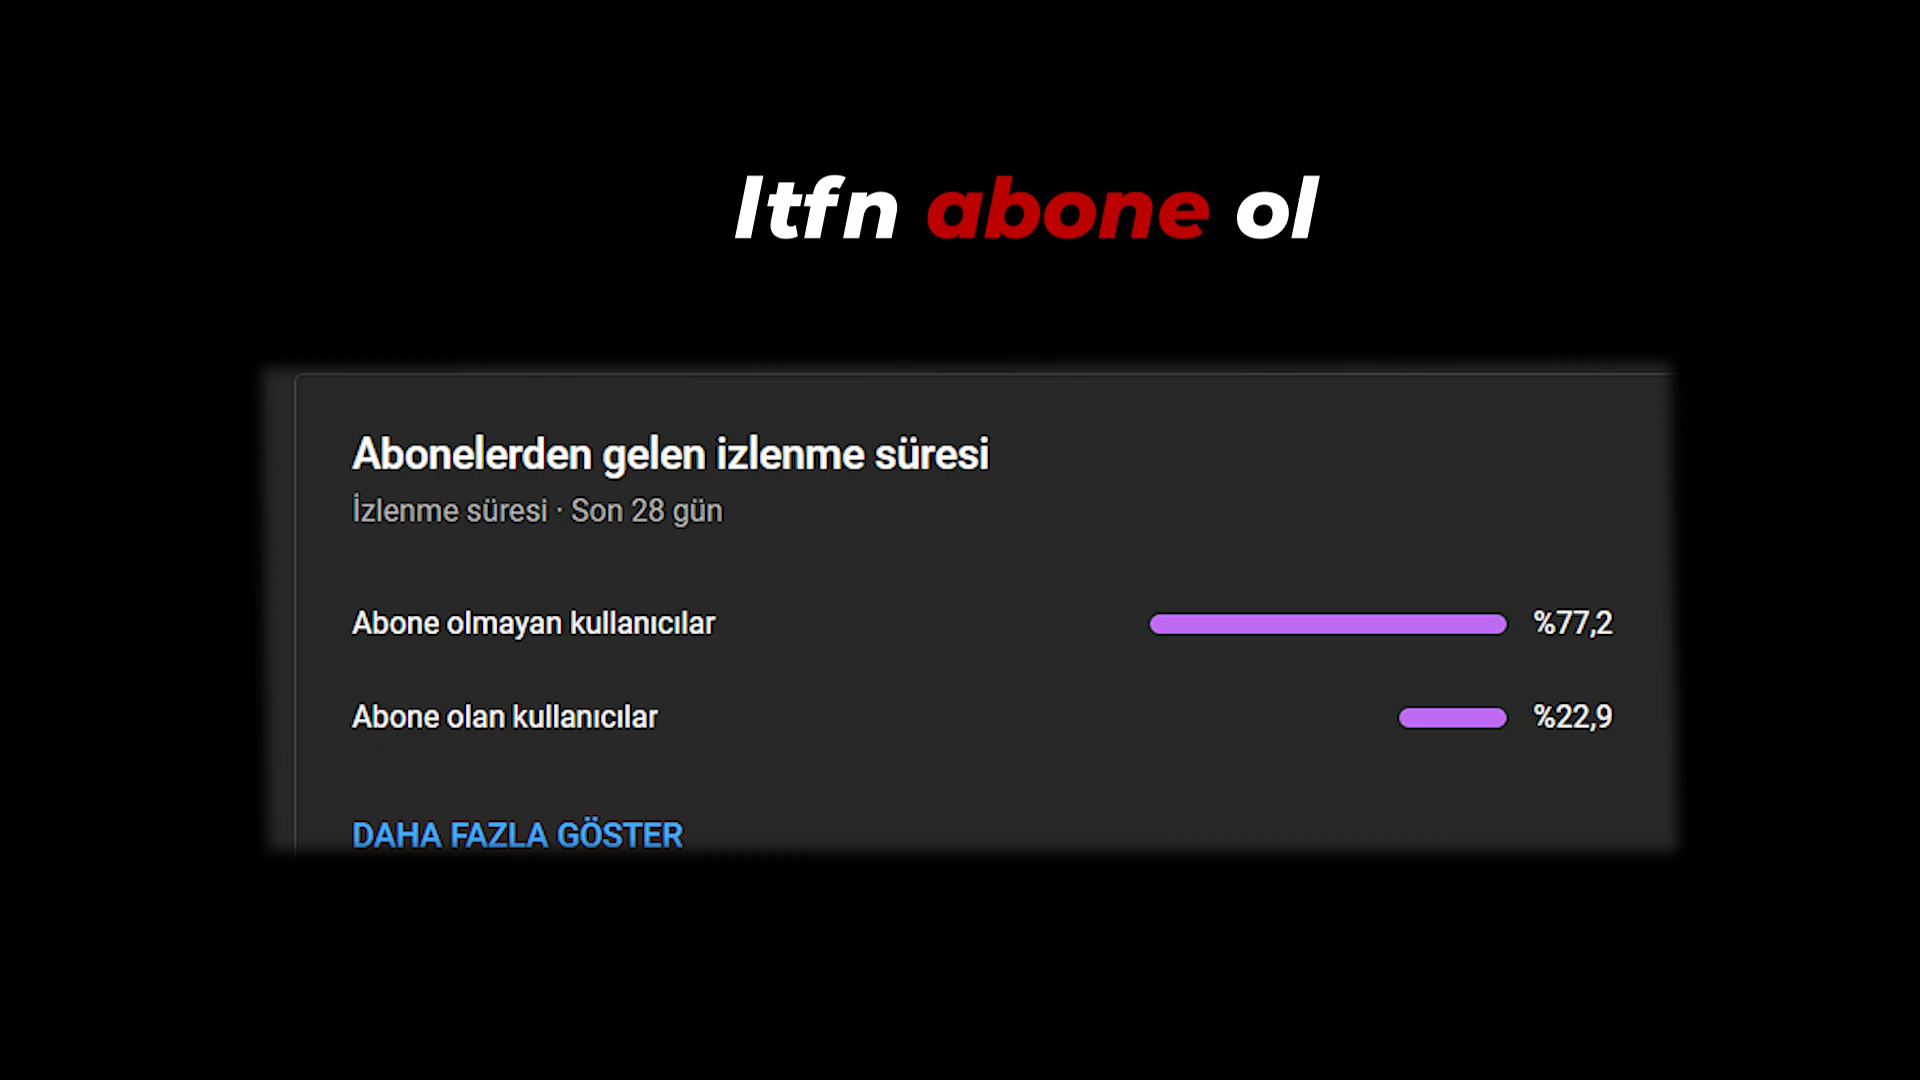 ltfn abone ol
Abonelerden gelen izlenme süresi
İzlenme süresi · Son 28 gün
Abone olmayan kullanıcılar %77,2
Abone olan kullanıcılar %22,9
DAHA FAZLA GÖSTER